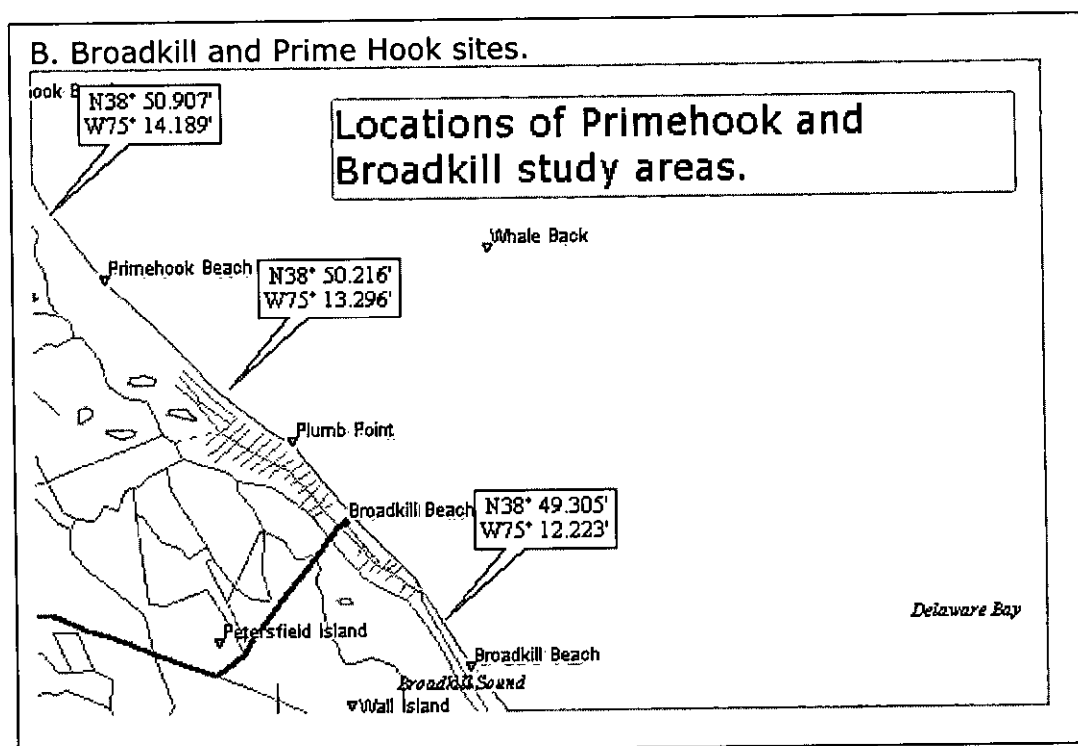 B. Broadkill and Prime Hook sites.
ook B
N38° 50.907'
W75° 14.189'
Locations of Primehook and
Broadkill study areas.
Whale Back
Primehook Beach
N38° 50.216'
W75° 13.296'
Plumb Point
Broadkill Beach
N38° 49.305'
W75° 12.223'
Delaware Bay
Petersfield Island
Broadkill Beach
Broadkill Sound
Wall Island